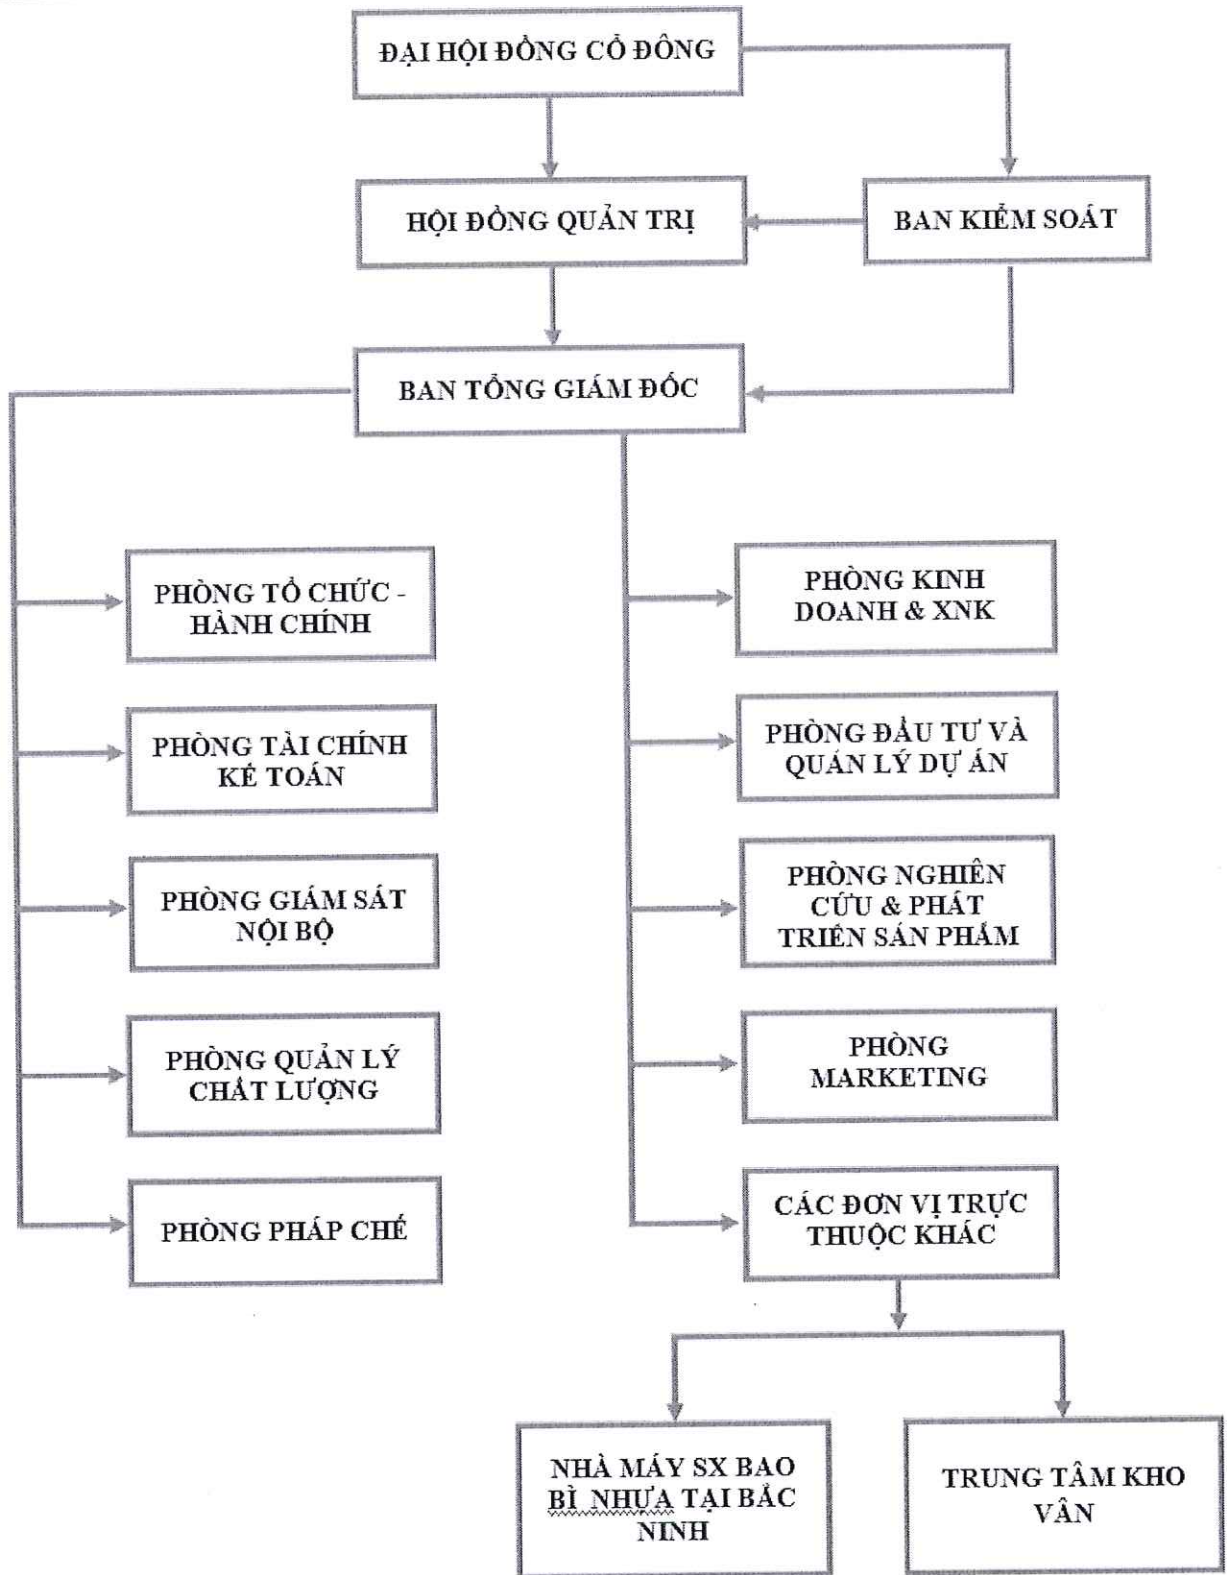 ĐẠI HỘI ĐỒNG CỔ ĐÔNG
HỘI ĐỒNG QUẢN TRỊ
BAN KIỂM SOÁT
BAN TỔNG GIÁM ĐỐC
PHÒNG TỔ CHỨC -
HÀNH CHÍNH
PHÒNG TÀI CHÍNH
KẾ TOÁN
PHÒNG GIÁM SÁT
NỘI BỘ
PHÒNG QUẢN LÝ
CHẤT LƯỢNG
PHÒNG PHÁP CHẾ
PHÒNG KINH
DOANH & XNK
PHÒNG ĐẦU TƯ VÀ
QUẢN LÝ DỰ ÁN
PHÒNG NGHIÊN
CỨU & PHÁT
TRIỂN SẢN PHẨM
PHÒNG
MARKETING
CÁC ĐƠN VỊ TRỰC
THUỘC KHÁC
NHÀ MÁY SX BAO
BÌ NHỰA TẠI BẮC
NINH
TRUNG TÂM KHO
VÂN